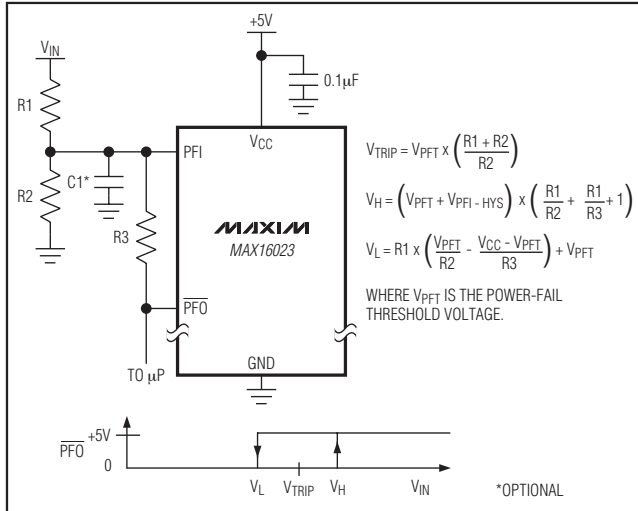 +5V
VIN
0.1µF
R1
VCC
PFI
C1*
R2
R3
MAXIM
MAX16023
PFO
GND
TO µP
VTRIP = VPFT x (R1 + R2 / R2)
VH = (VPFT + VPFI - HYS) x (R1 / R2 + R1 / R3 + 1)
VL = R1 x (VPFT / R2 - VCC - VPFT / R3) + VPFT
WHERE VPFT IS THE POWER-FAIL
THRESHOLD VOLTAGE.
PFO
+5V
0
VL VTRIP VH VIN
*OPTIONAL